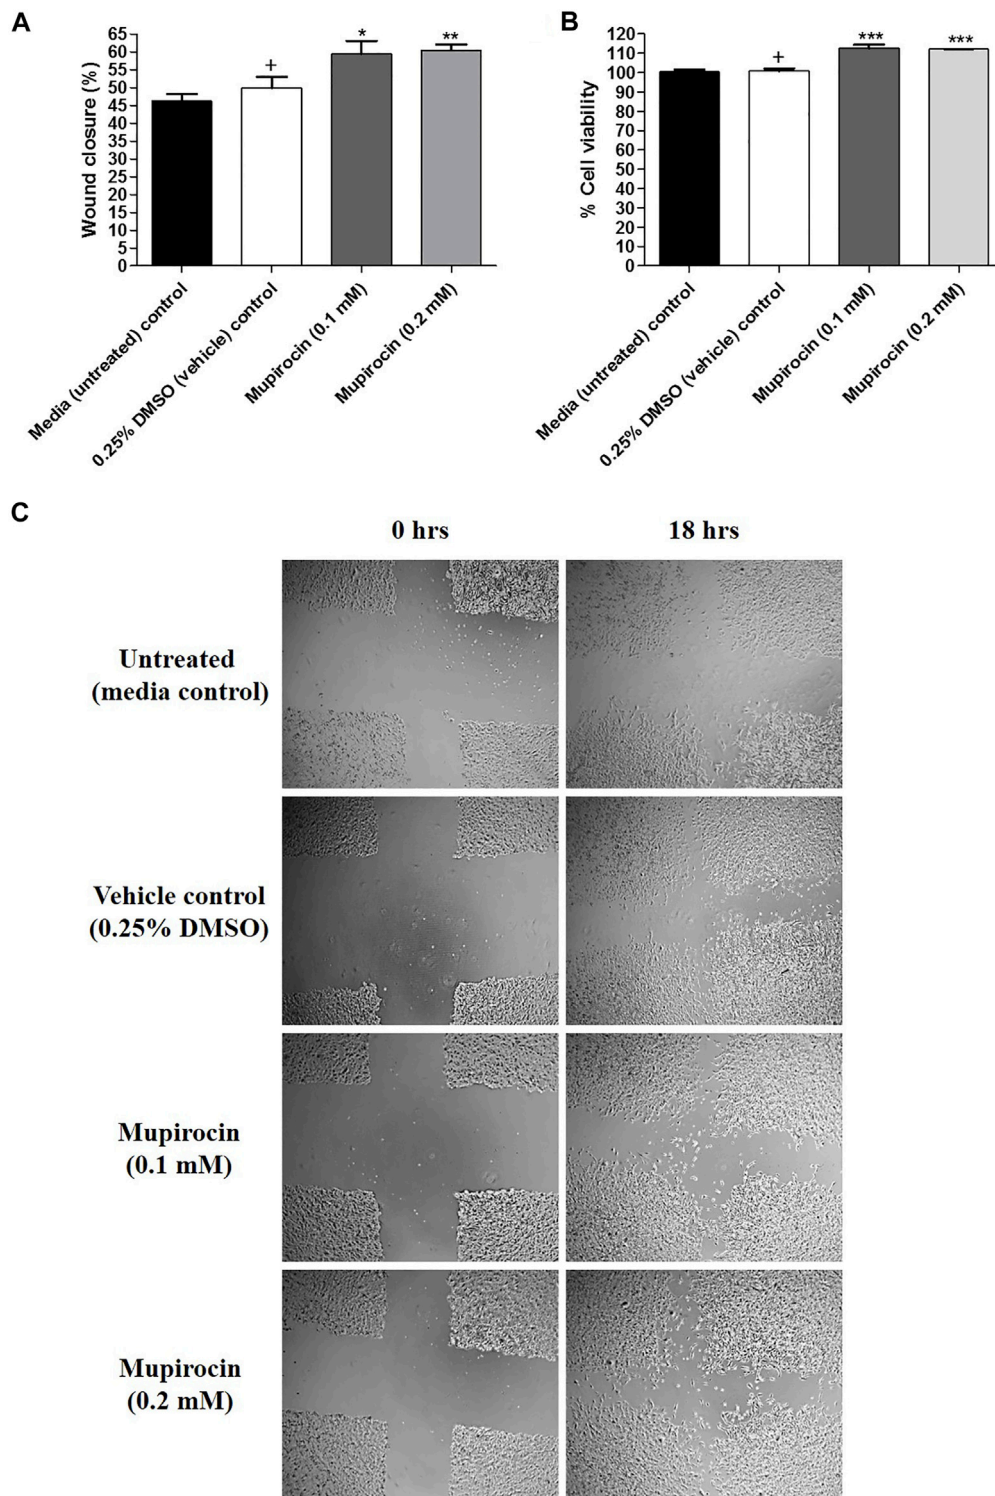 A
Wound closure (%)
65
60
55
50
45
40
35
30
25
20
15
10
5
0
+
*
**
Media (untreated) control
0.25% DMSO (vehicle) control
Mupirocin (0.1 mM)
Mupirocin (0.2 mM)
B
% Cell viability
120
110
100
90
80
70
60
50
40
30
20
10
0
+
***
***
Media (untreated) control
0.25% DMSO (vehicle) control
Mupirocin (0.1 mM)
Mupirocin (0.2 mM)
C
0 hrs
18 hrs
Untreated
(media control)
Vehicle control
(0.25% DMSO)
Mupirocin
(0.1 mM)
Mupirocin
(0.2 mM)